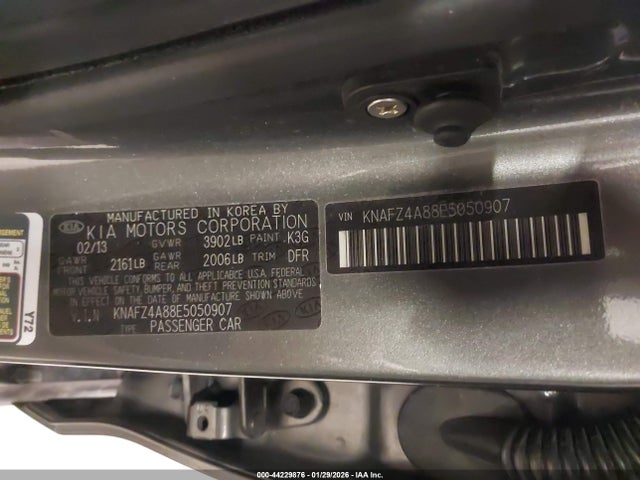 MANUFACTURED IN KOREA BY
KIA KIA MOTORS CORPORATION
02/13 GVWR 3902LB PAINT K3G
GAWR FRONT 2161LB GAWR REAR 2006LB TRIM DFR
THIS VEHICLE CONFORMS TO ALL APPLICABLE U.S.A. FEDERAL
MOTOR VEHICLE SAFETY, BUMPER, AND THEFT PREVENTION
STANDARDS IN EFFECT ON THE DATE OF MANUFACTURE SHOWN ABOVE.
V.I.N KNAFZ4A88E5050907
TYPE PASSENGER CAR
VIN KNAFZ4A88E5050907
Y72
000-44229876 - 01/29/2026 - IAA Inc.